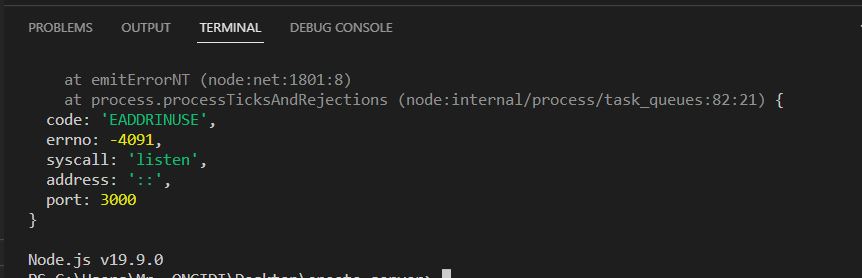 PROBLEMS OUTPUT TERMINAL DEBUG CONSOLE
at emitErrorNT (node:net:1801:8)
at process.processTicksAndRejections (node:internal/process/task_queues:82:21) {
code: 'EADDRINUSE',
errno: -4091,
syscall: 'listen',
address: '::',
port: 3000
}
Node.js v19.9.0
PS C:\Users\Mr. ONGIDI\Desktop\create-server>